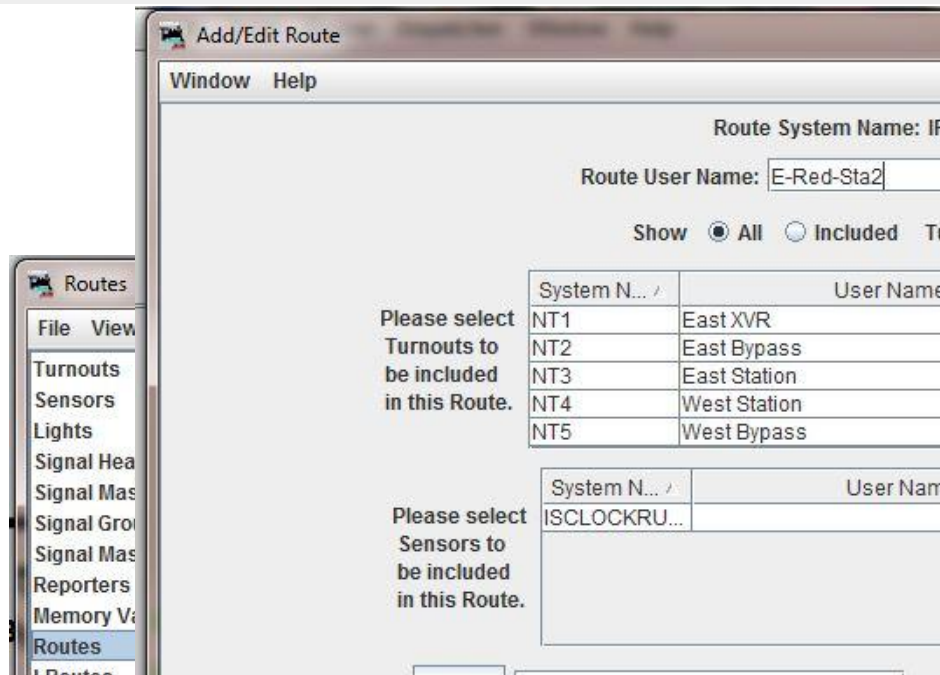 Add/Edit Route
Window Help
Route System Name: IR
Route User Name: E-Red-Sta2
Show All Included Tu
System N... User Name
Please select Turnouts to be included in this Route.
NT1 East XVR
NT2 East Bypass
NT3 East Station
NT4 West Station
NT5 West Bypass
System N... User Nam
Please select Sensors to be included in this Route.
ISCLOCKRU...
Routes
File View
Turnouts
Sensors
Lights
Signal Hea
Signal Mas
Signal Gro
Signal Mas
Reporters
Memory Va
Routes